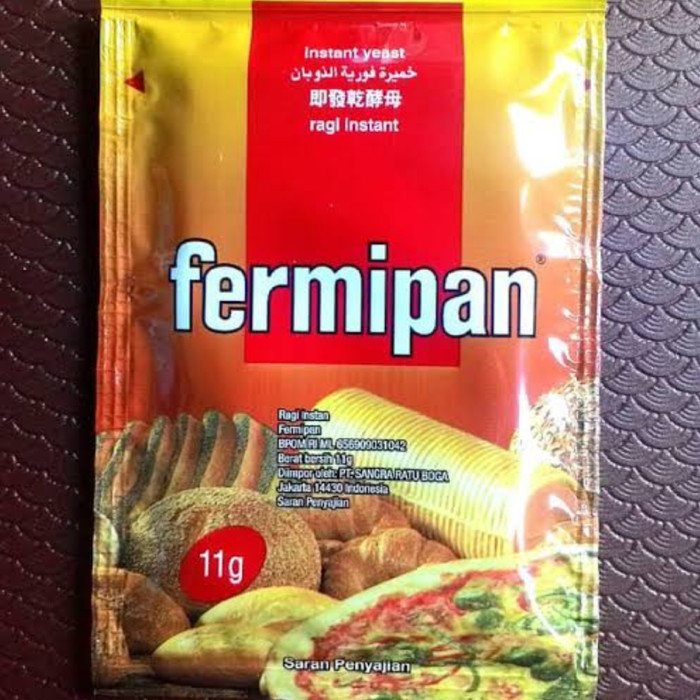 instant yeast
خميرة فورية الذوبان
即發乾酵母
ragi instant
fermipan®
Ragi Instan
Fermipan
BPOM RI ML 656909031042
Berat bersih 11g
Diimpor oleh: PT. SANGRA RATU BOGA
Jakarta 14430 Indonesia
Saran Penyajian
11g
Saran Penyajian